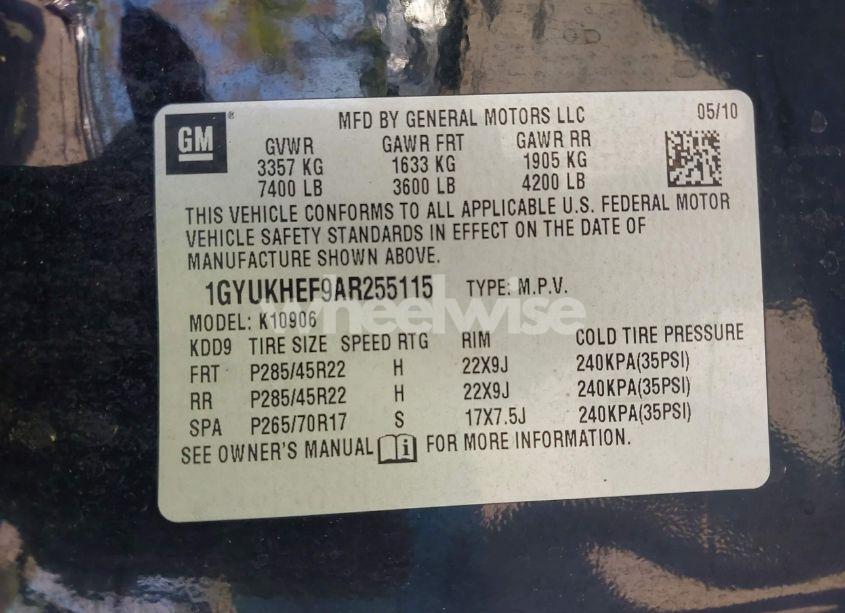 GM MFD BY GENERAL MOTORS LLC 05/10
GVWR GAWR FRT GAWR RR
3357 KG 1633 KG 1905 KG
7400 LB 3600 LB 4200 LB
THIS VEHICLE CONFORMS TO ALL APPLICABLE U.S. FEDERAL MOTOR
VEHICLE SAFETY STANDARDS IN EFFECT ON THE DATE OF
MANUFACTURE SHOWN ABOVE.
1GYUKHEF9AR255115 TYPE: M.P.V.
wheelwise
MODEL: K10906
KDD9 TIRE SIZE SPEED RTG RIM COLD TIRE PRESSURE
FRT P285/45R22 H 22X9J 240KPA(35PSI)
RR P285/45R22 H 22X9J 240KPA(35PSI)
SPA P265/70R17 S 17X7.5J 240KPA(35PSI)
SEE OWNER'S MANUAL i FOR MORE INFORMATION.